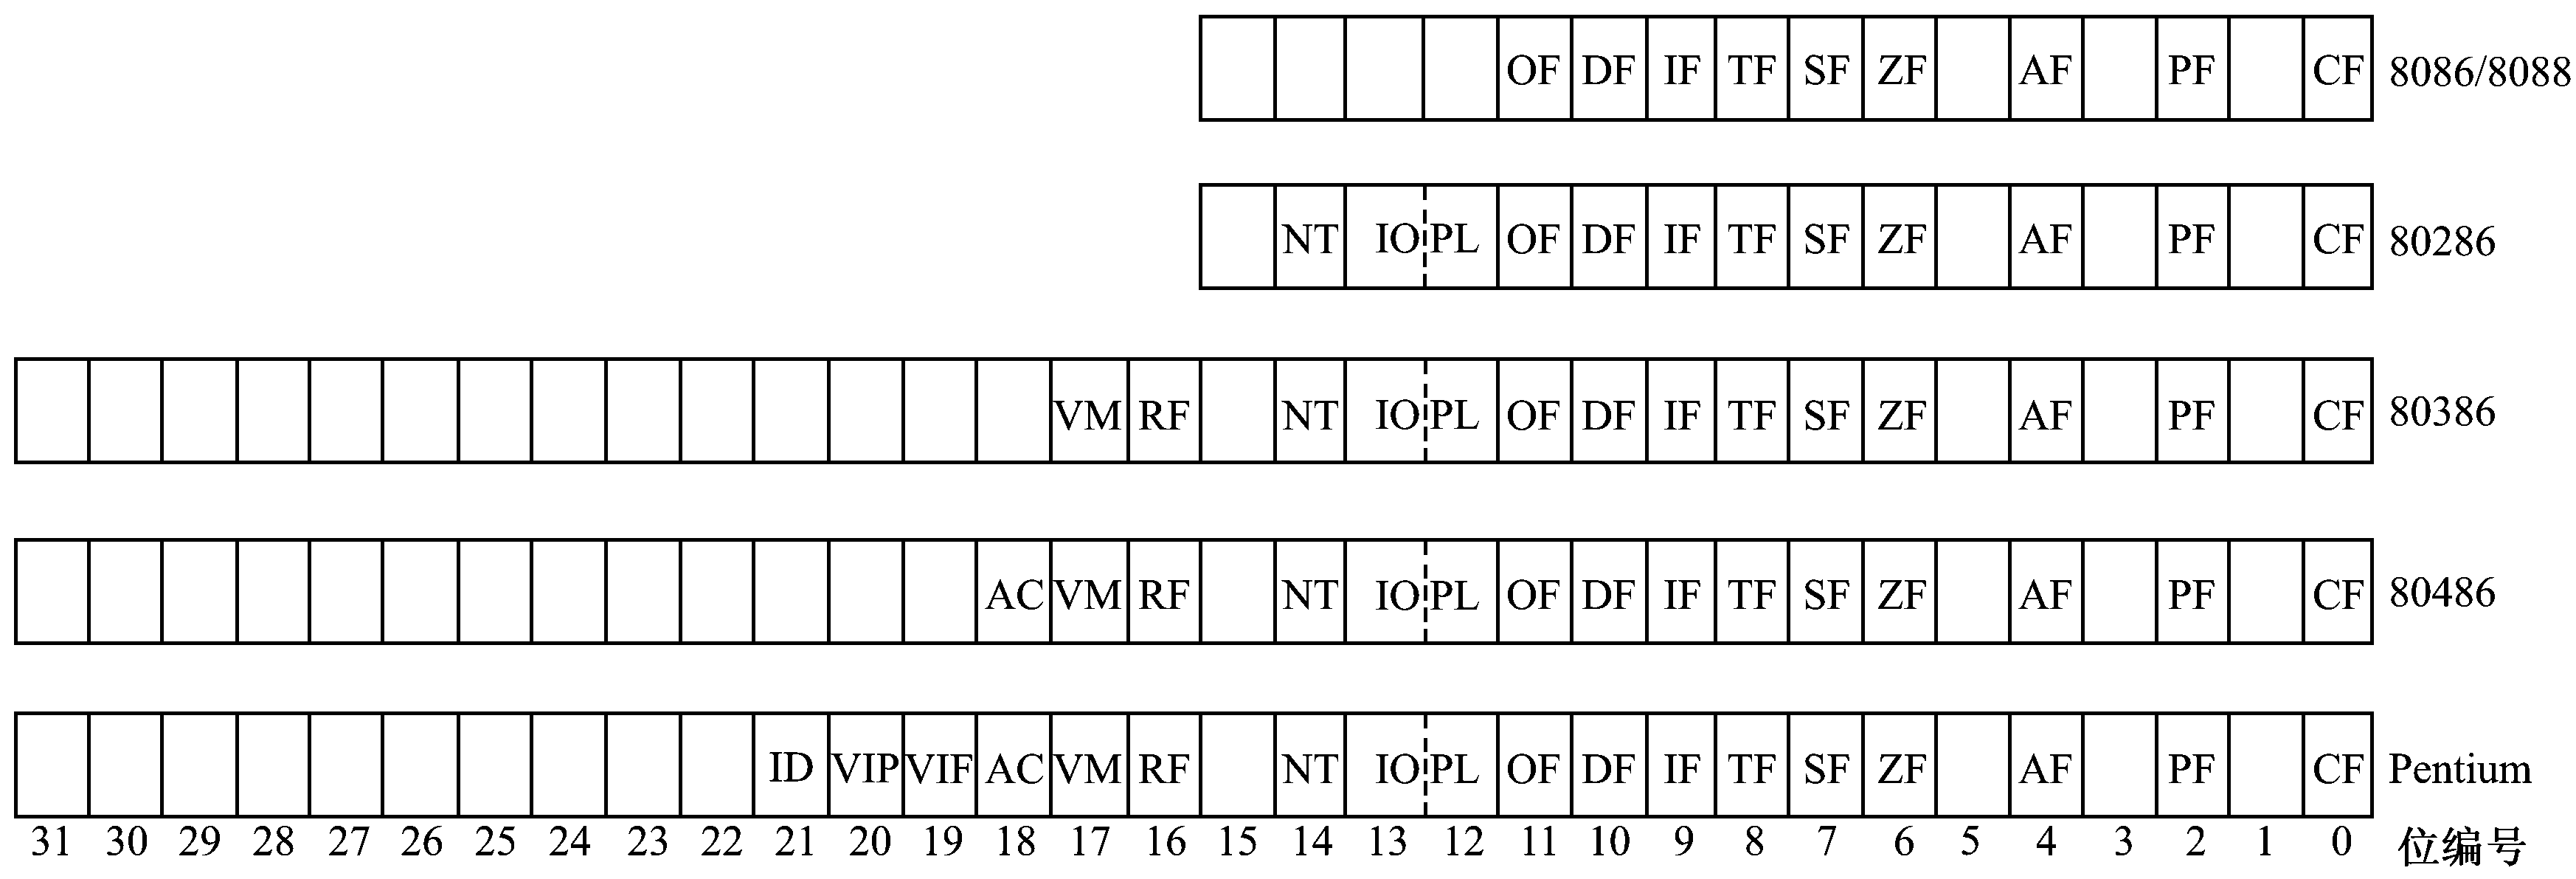 OF DF IF TF SF ZF AF PF CF 8086/8088
NT IO PL OF DF IF TF SF ZF AF PF CF 80286
VM RF NT IO PL OF DF IF TF SF ZF AF PF CF 80386
AC VM RF NT IO PL OF DF IF TF SF ZF AF PF CF 80486
ID VIP VIF AC VM RF NT IO PL OF DF IF TF SF ZF AF PF CF Pentium
31 30 29 28 27 26 25 24 23 22 21 20 19 18 17 16 15 14 13 12 11 10 9 8 7 6 5 4 3 2 1 0 位编号